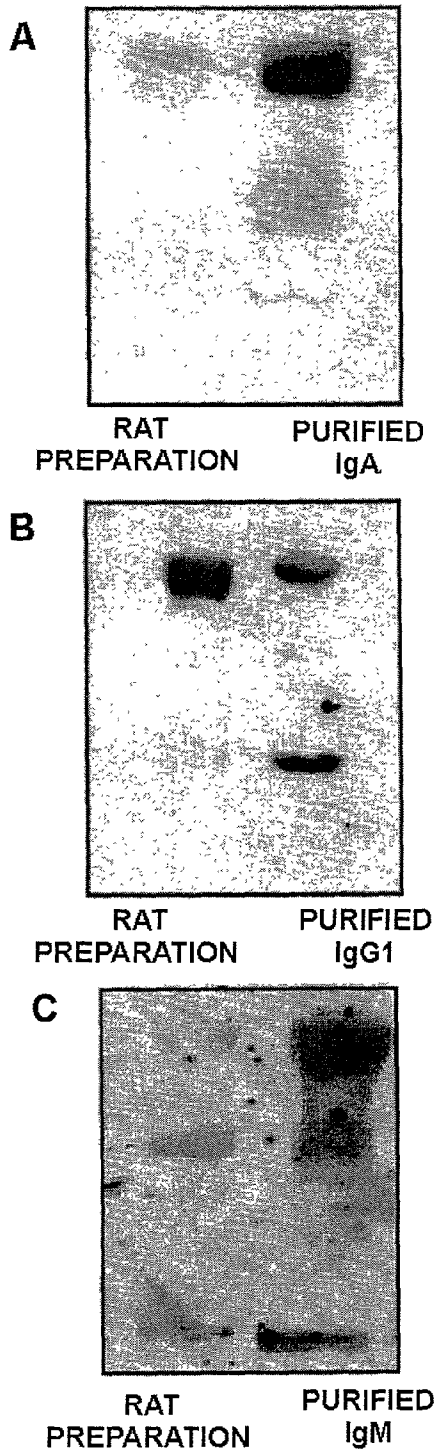 A
RAT
PREPARATION
PURIFIED
IgA
B
RAT
PREPARATION
PURIFIED
IgG1
C
RAT
PREPARATION
PURIFIED
IgM